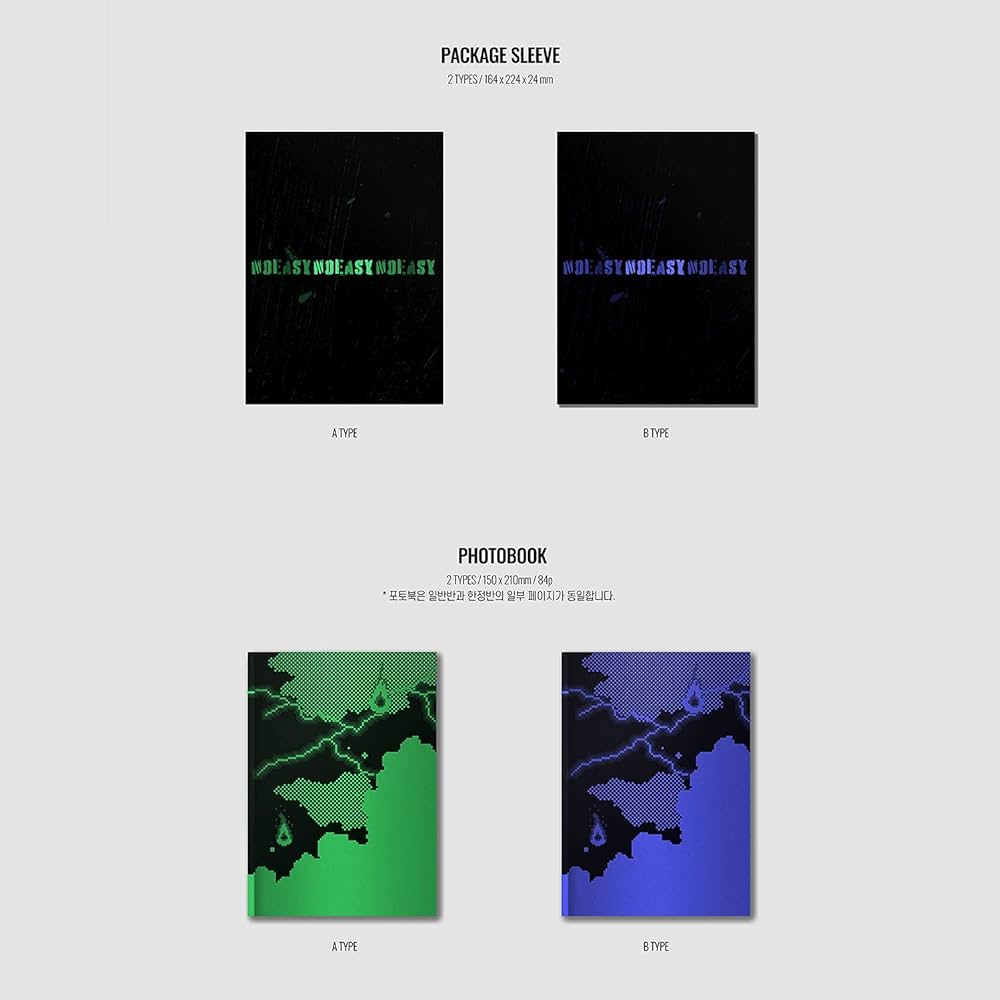 PACKAGE SLEEVE
2 TYPES / 164 x 224 x 24 mm
NOEASY NOEASY NOEASY
NOEASY NOEASY NOEASY
A TYPE
B TYPE
PHOTOBOOK
2 TYPES / 150 x 210mm / 84p
* 포토북은 일반반과 한정반의 일부 페이지가 동일합니다.
A TYPE
B TYPE